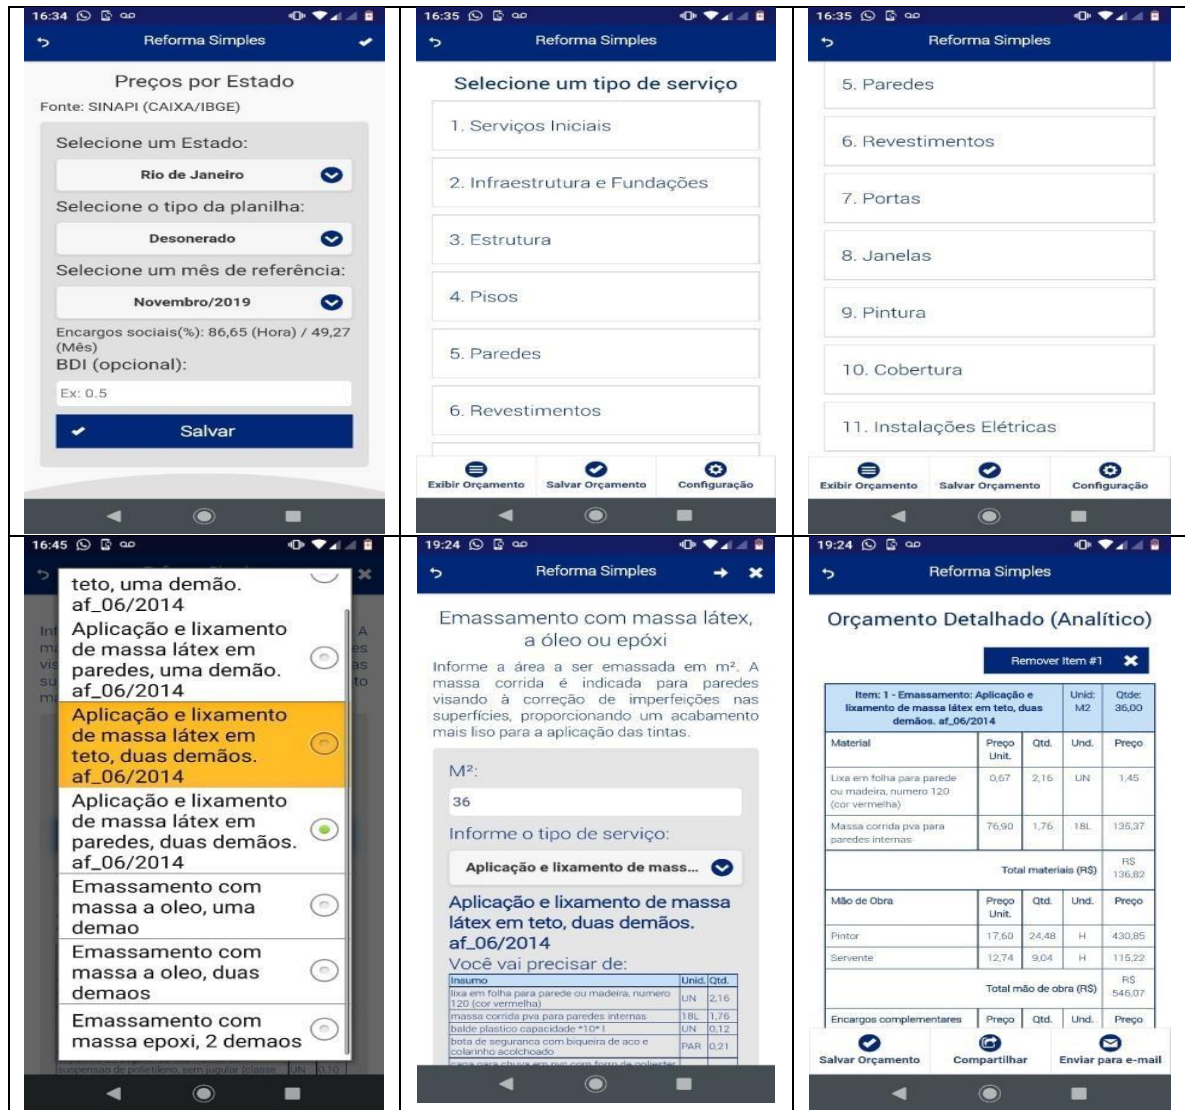 16:34
Reforma Simples
Preços por Estado
Fonte: SINAPI (CAIXA/IBGE)
Selecione um Estado:
Rio de Janeiro
Selecione o tipo da planilha:
Desonerado
Selecione um mês de referência:
Novembro/2019
Encargos sociais(%): 86,65 (Hora) / 49,27
(Mês)
BDI (opcional):
Ex: 0.5
Salvar
16:35
Reforma Simples
Selecione um tipo de serviço
1. Serviços Iniciais
2. Infraestrutura e Fundações
3. Estrutura
4. Pisos
5. Paredes
6. Revestimentos
Exibir Orçamento Salvar Orçamento Configuração
16:35
Reforma Simples
5. Paredes
6. Revestimentos
7. Portas
8. Janelas
9. Pintura
10. Cobertura
11. Instalações Elétricas
Exibir Orçamento Salvar Orçamento Configuração
16:45
teto, uma demão.
af_06/2014
Aplicação e lixamento
de massa látex em
paredes, uma demão.
af_06/2014
Aplicação e lixamento
de massa látex em
teto, duas demãos.
af_06/2014
Aplicação e lixamento
de massa látex em
paredes, duas demãos.
af_06/2014
Emassamento com
massa a oleo, uma
demao
Emassamento com
massa a oleo, duas
demaos
Emassamento com
massa epoxi, 2 demaos
suspensao de polietileno, sem jugular (classe UN 0,10
19:24
Reforma Simples
Emassamento com massa látex,
a óleo ou epóxi
Informe a área a ser emassada em m². A
massa corrida é indicada para paredes
visando à correção de imperfeições nas
superfícies, proporcionando um acabamento
mais liso para a aplicação das tintas.
M²:
36
Informe o tipo de serviço:
Aplicação e lixamento de mass...
Aplicação e lixamento de massa
látex em teto, duas demãos.
af_06/2014
Você vai precisar de:
Insumo Unid. Qtd.
lixa em folha para parede ou madeira, numero
120 (cor vermelha) UN 2,16
massa corrida pva para paredes internas 18L 1,76
balde plastico capacidade *10* l UN 0,12
bota de seguranca com biqueira de aco e
colarinho acolchoado PAR 0,21
capa para chuva em pvc com forro de poliester
19:24
Reforma Simples
Orçamento Detalhado (Analítico)
Remover Item #1
Item: 1 - Emassamento: Aplicação e
lixamento de massa látex em teto, duas
demãos. af_06/2014
Unid: M2
Qtde: 36,00
Material Preço Unit. Qtd. Und. Preço
Lixa em folha para parede
ou madeira, numero 120
(cor vermelha)
0,67 2,16 UN 1,45
Massa corrida pva para
paredes internas
76,90 1,76 18L 135,37
Total materiais (R$) R$ 136,82
Mão de Obra Preço Unit. Qtd. Und. Preço
Pintor 17,60 24,48 H 430,85
Servente 12,74 9,04 H 115,22
Total mão de obra (R$) R$ 546,07
Encargos complementares Preço Qtd. Und. Preço
Salvar Orçamento Compartilhar Enviar para e-mail